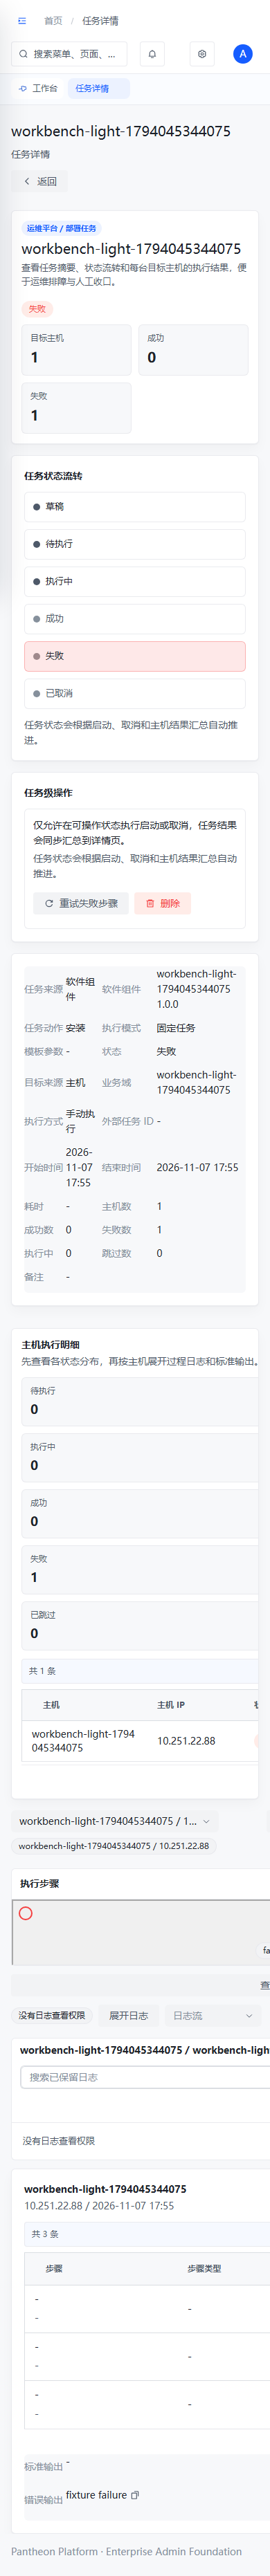 首页 / 任务详情
搜索菜单、页面、...
A
工作台 任务详情
workbench-light-1794045344075
任务详情
返回
运维平台 / 部署任务
workbench-light-1794045344075
查看任务摘要、状态流转和每台目标主机的执行结果，便
于运维排障与人工收口。
失败
目标主机
1
成功
0
失败
1
任务状态流转
草稿
待执行
执行中
成功
失败
已取消
任务状态会根据启动、取消和主机结果汇总自动推
进。
任务级操作
仅允许在可操作状态执行启动或取消，任务结果
会同步汇总到详情页。
任务状态会根据启动、取消和主机结果汇总自动
推进。
重试失败步骤 删除
任务来源 软件组件 软件组件 workbench-light-1794045344075 1.0.0
任务动作 安装 执行模式 固定任务
模板参数 - 状态 失败
目标来源 主机 业务域 workbench-light-1794045344075
执行方式 手动执行 外部任务 ID -
开始时间 2026-11-07 17:55 结束时间 2026-11-07 17:55
耗时 - 主机数 1
成功数 0 失败数 1
执行中 0 跳过数 0
备注 -
主机执行明细
先查看各状态分布，再按主机展开过程日志和标准输出。
待执行
0
执行中
0
成功
0
失败
1
已跳过
0
共 1 条
主机 主机 IP
workbench-light-1794045344075 10.251.22.88
workbench-light-1794045344075 / 1...
workbench-light-1794045344075 / 10.251.22.88
执行步骤
fa
查
没有日志查看权限 展开日志 日志流
workbench-light-1794045344075 / workbench-ligh
搜索已保留日志
没有日志查看权限
workbench-light-1794045344075
10.251.22.88 / 2026-11-07 17:55
共 3 条
步骤 步骤类型
-
- -
-
- -
-
- -
标准输出 -
错误输出 fixture failure
Pantheon Platform · Enterprise Admin Foundation